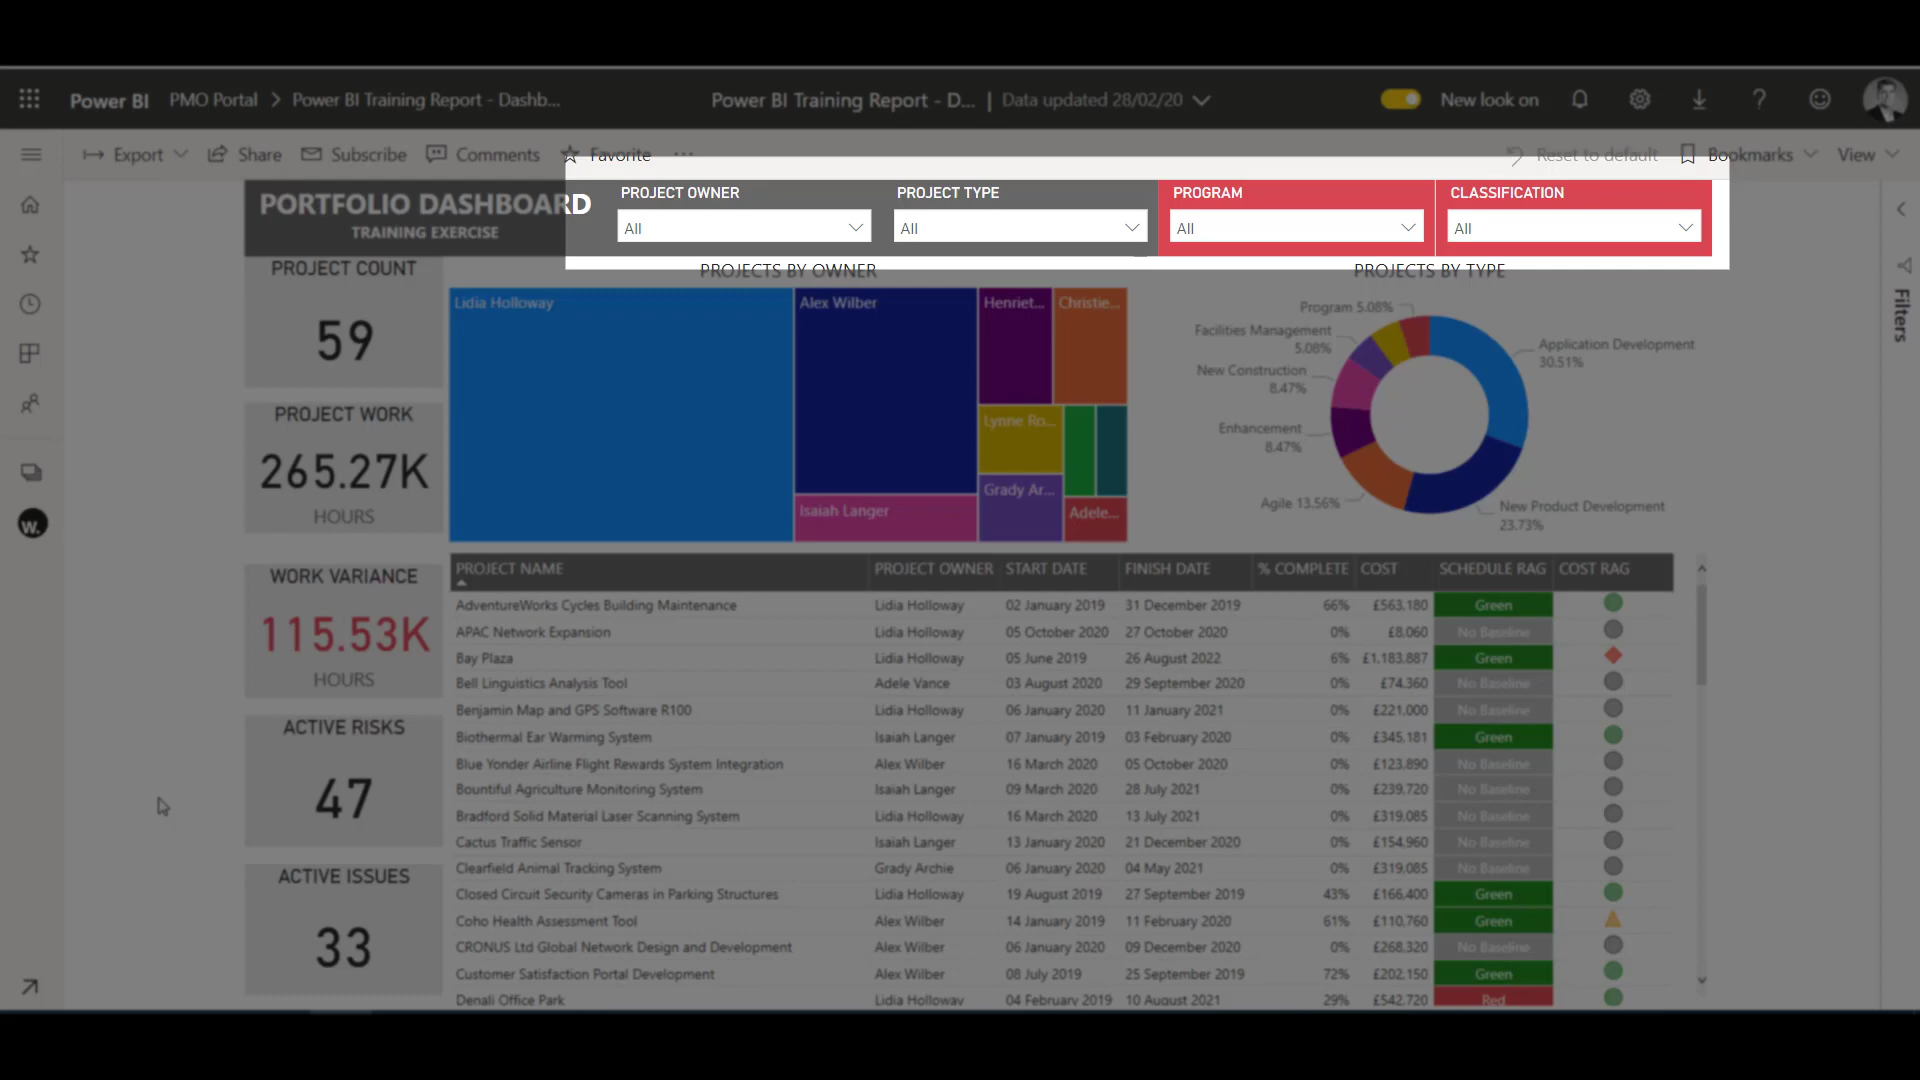 Power BI PMO Portal > Power BI Training Report - Dashb... Power BI Training Report - D... | Data updated 28/02/20 New look on
Export Share Subscribe Comments Favorite ... Reset to default Bookmarks View
PORTFOLIO DASHBOARD
TRAINING EXERCISE
PROJECT OWNER PROJECT TYPE PROGRAM CLASSIFICATION
All All All All
Filters
PROJECT COUNT
59
PROJECT WORK
265.27K
HOURS
WORK VARIANCE
115.53K
HOURS
ACTIVE RISKS
47
ACTIVE ISSUES
33
w.
PROJECTS BY OWNER
Lidia Holloway
Alex Wilber
Henriet...
Christie...
Lynne Ro...
Isaiah Langer
Grady Ar...
Adele...
PROJECTS BY TYPE
Program 5.08%
Facilities Management
5.08%
New Construction
8.47%
Enhancement
8.47%
Agile 13.56%
Application Development
30.51%
New Product Development
23.73%
PROJECT NAME PROJECT OWNER START DATE FINISH DATE % COMPLETE COST SCHEDULE RAG COST RAG
AdventureWorks Cycles Building Maintenance Lidia Holloway 02 January 2019 31 December 2019 66% £563,180 Green
APAC Network Expansion Lidia Holloway 05 October 2020 27 October 2020 0% £8,060 No Baseline
Bay Plaza Lidia Holloway 05 June 2019 26 August 2022 6% £1,183,887 Green
Bell Linguistics Analysis Tool Adele Vance 03 August 2020 29 September 2020 0% £74,360 No Baseline
Benjamin Map and GPS Software R100 Lidia Holloway 06 January 2020 11 January 2021 0% £221,000 No Baseline
Biothermal Ear Warming System Isaiah Langer 07 January 2019 03 February 2020 0% £345,181 Green
Blue Yonder Airline Flight Rewards System Integration Alex Wilber 16 March 2020 05 October 2020 0% £123,890 No Baseline
Bountiful Agriculture Monitoring System Isaiah Langer 09 March 2020 28 July 2021 0% £239,720 No Baseline
Bradford Solid Material Laser Scanning System Lidia Holloway 16 March 2020 13 July 2021 0% £319,085 No Baseline
Cactus Traffic Sensor Isaiah Langer 13 January 2020 21 December 2020 0% £154,960 No Baseline
Clearfield Animal Tracking System Grady Archie 06 January 2020 04 May 2021 0% £319,085 No Baseline
Closed Circuit Security Cameras in Parking Structures Lidia Holloway 19 August 2019 27 September 2019 43% £166,400 Green
Coho Health Assessment Tool Alex Wilber 14 January 2019 11 February 2020 61% £110,760 Green
CRONUS Ltd Global Network Design and Development Alex Wilber 06 January 2020 09 December 2020 0% £268,320 No Baseline
Customer Satisfaction Portal Development Alex Wilber 08 July 2019 25 September 2019 72% £202,150 Green
Denali Office Park Lidia Holloway 04 February 2019 10 August 2021 29% £542,720 Red